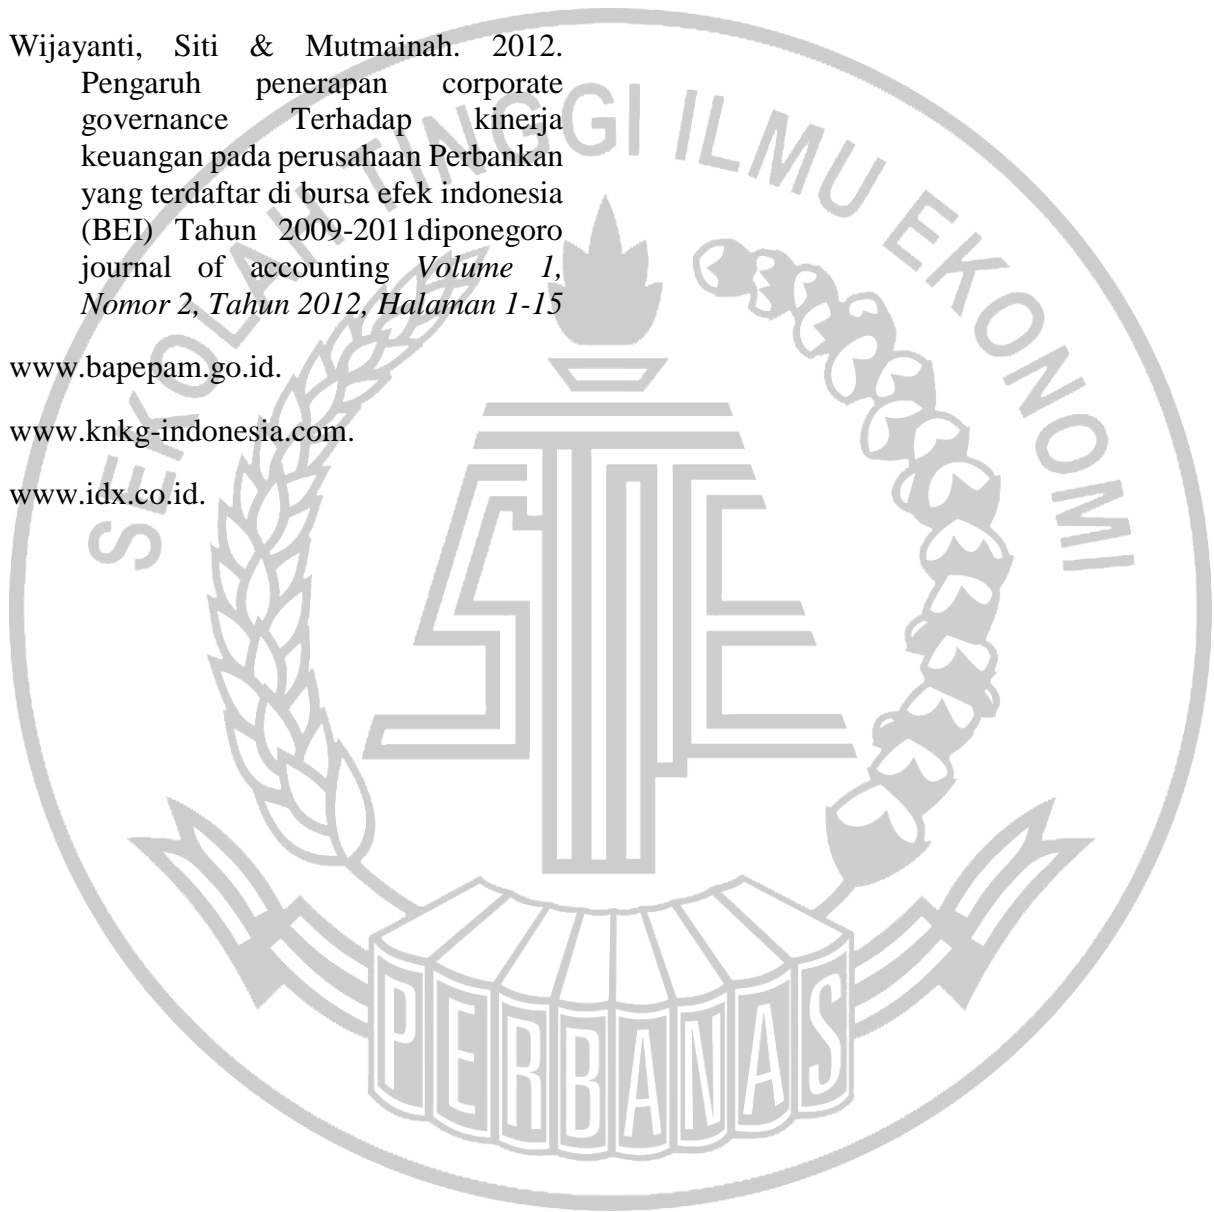 Wijayanti, Siti & Mutmainah. 2012.
Pengaruh penerapan corporate
governance Terhadap kinerja
keuangan pada perusahaan Perbankan
yang terdaftar di bursa efek indonesia
(BEI) Tahun 2009-2011diponegoro
journal of accounting Volume 1,
Nomor 2, Tahun 2012, Halaman 1-15
www.bapepam.go.id.
www.knkg-indonesia.com.
www.idx.co.id.
SEKOLAH TINGGI ILMU EKONOMI
STIE
PERBANAS